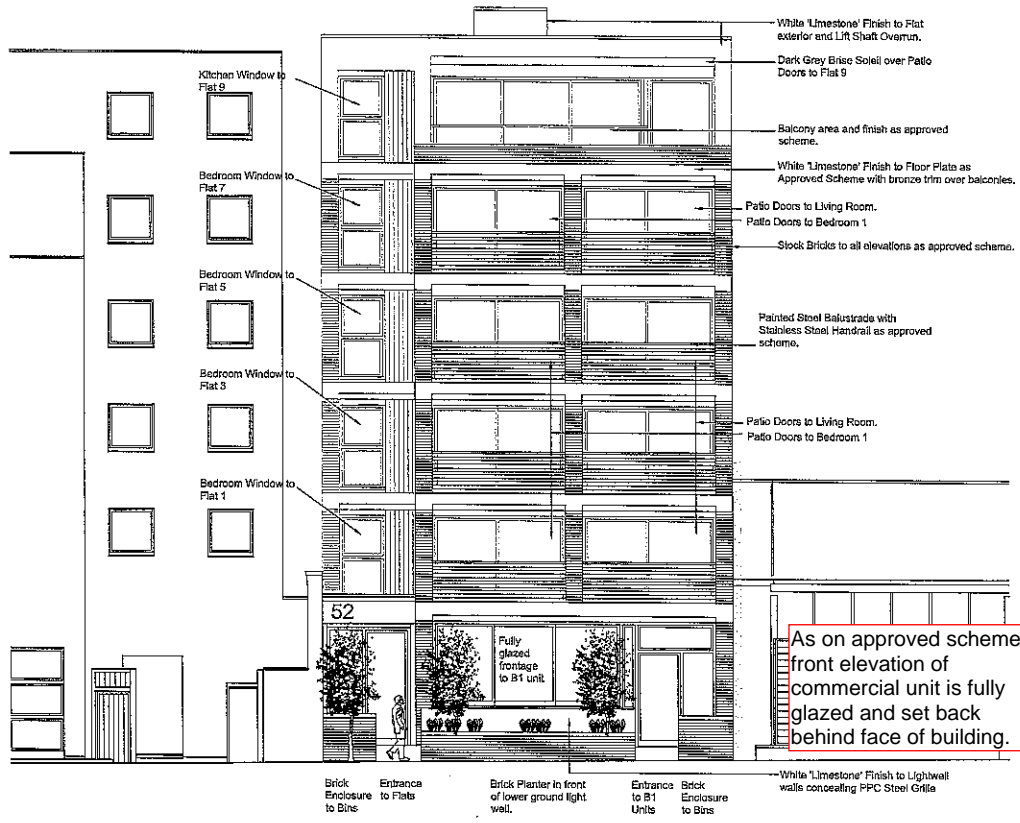 White 'Limestone' Finish to Flat
exterior and Lift Shaft Overrun.
Dark Grey Brise Soleil over Patio
Doors to Flat 9
Kitchen Window to
Flat 9
Balcony area and finish as approved
scheme.
White 'Limestone' Finish to Floor Plate as
Approved Scheme with bronze trim over balconies.
Bedroom Window to
Flat 7
Patio Doors to Living Room.
Patio Doors to Bedroom 1
Stock Bricks to all elevations as approved scheme.
Bedroom Window to
Flat 5
Painted Steel Balustrade with
Stainless Steel Handrail as approved
scheme.
Bedroom Window to
Flat 3
Patio Doors to Living Room.
Patio Doors to Bedroom 1
Bedroom Window to
Flat 1
52
Fully
glazed
frontage
to B1 unit
As on approved scheme
front elevation of
commercial unit is fully
glazed and set back
behind face of building.
White 'Limestone' Finish to Lightwell
walls concealing PPC Steel Grille
Brick
Enclosure
to Bins
Entrance
to Flats
Brick Planter in front
of lower ground light
well.
Entrance
to B1
Units
Brick
Enclosure
to Bins